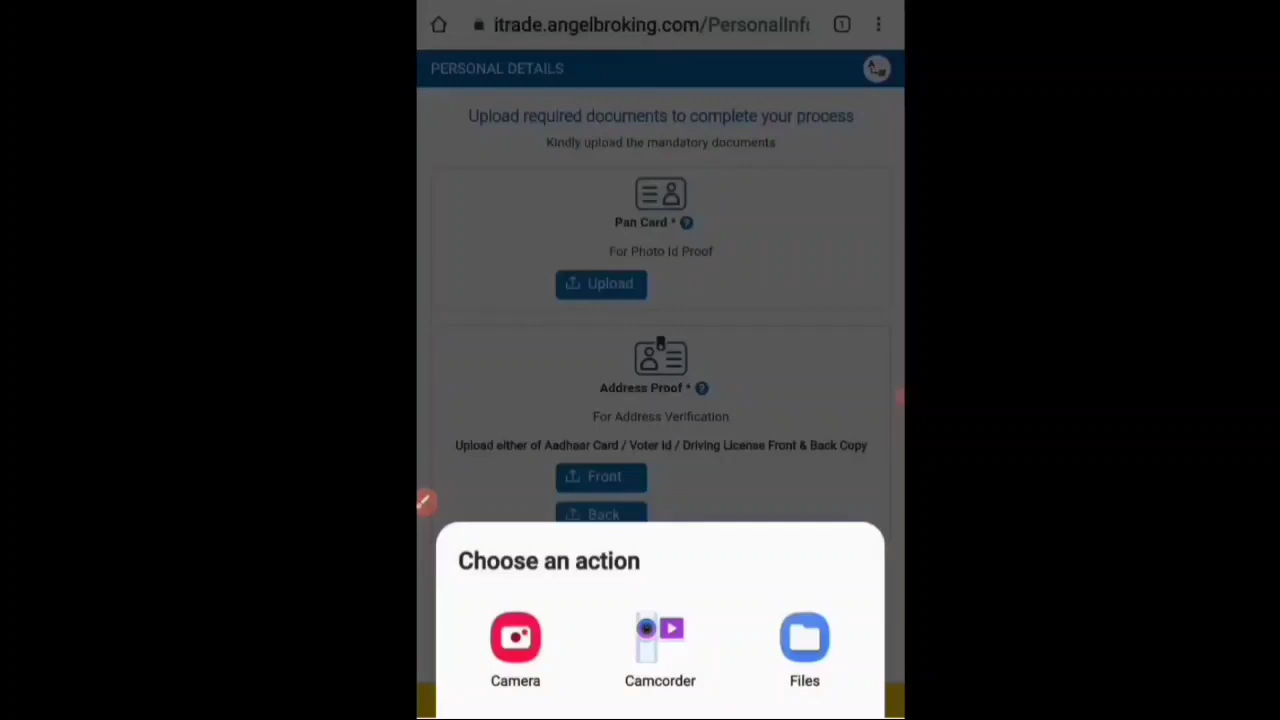 itrade.angelbroking.com/PersonalInf
1
PERSONAL DETAILS
Upload required documents to complete your process
Kindly upload the mandatory documents
Pan Card * ?
For Photo Id Proof
Upload
Address Proof * ?
For Address Verification
Upload either of Aadhaar Card / Voter Id / Driving License Front & Back Copy
Front
Back
Choose an action
Camera
Camcorder
Files